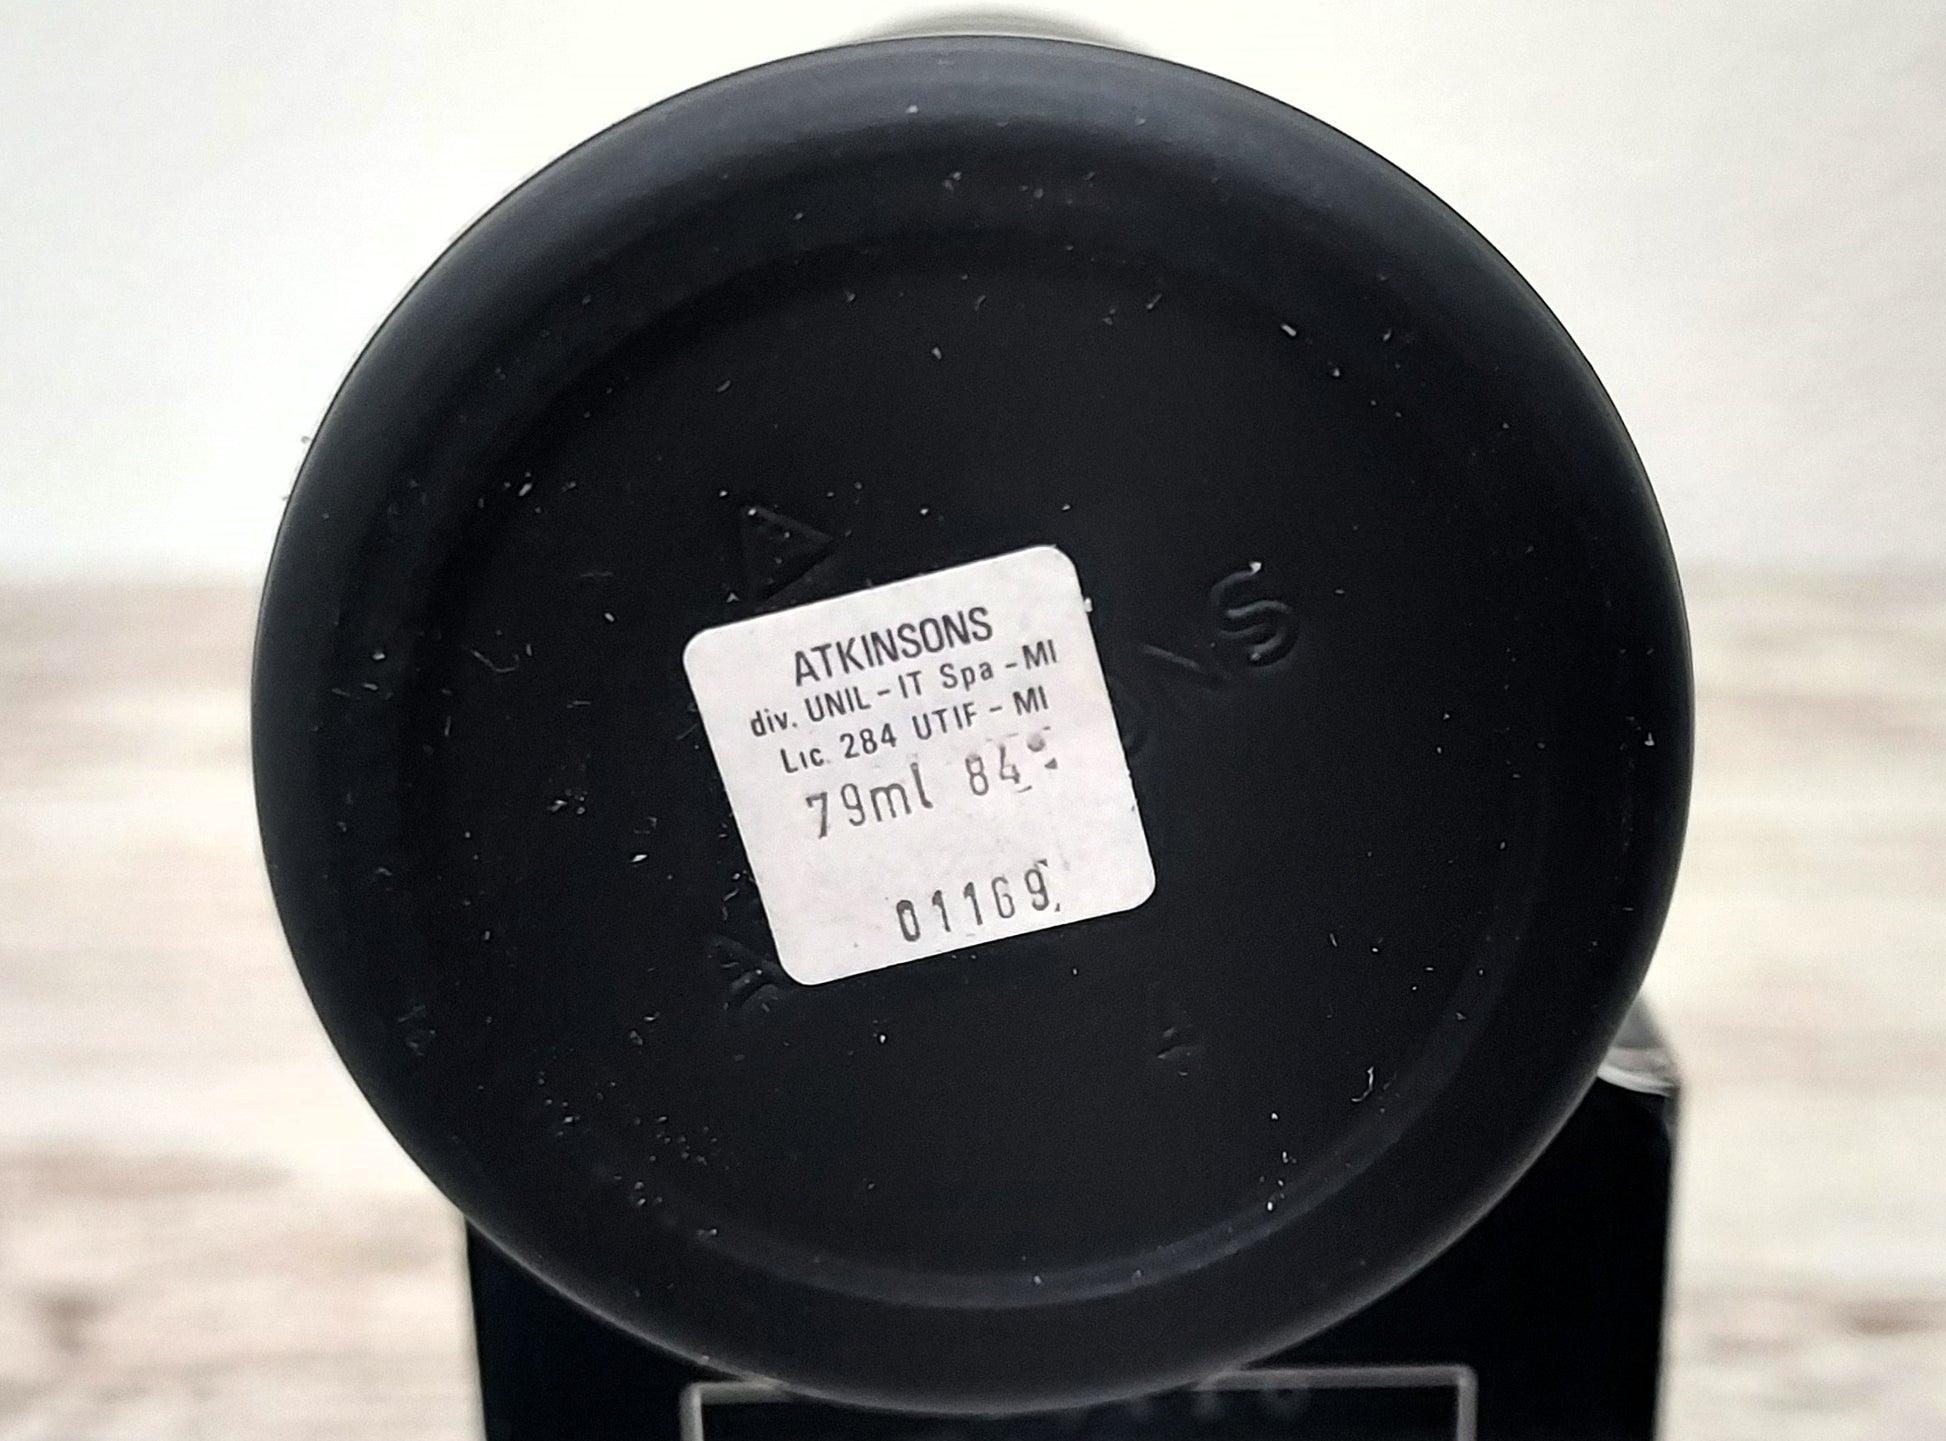 ATKINSONS
div. UNIL-IT Spa-MI
Lic. 284 UTIF-MI
79ml 84°
01169